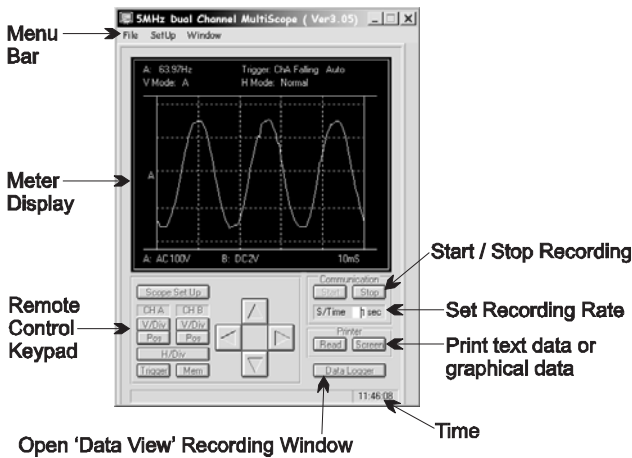 5MHz Dual Channel MultiScope ( Ver3.05)
Menu Bar
File SetUp Window
A: 63.97Hz Trigger: ChA Falling Auto
V Mode: A H Mode: Normal
A
Meter Display
A: AC100V B: DC2V 10mS
Start / Stop Recording
Communication
Start Stop
S/Time 1 sec
Set Recording Rate
Scope Set Up
Remote Control Keypad
CH A CH B
V/Div V/Div
Pos Pos
H/Div
Trigger Mem
Printer
Read Screen
Print text data or
graphical data
Data Logger
11:46:08
Open ‘Data View’ Recording Window
Time